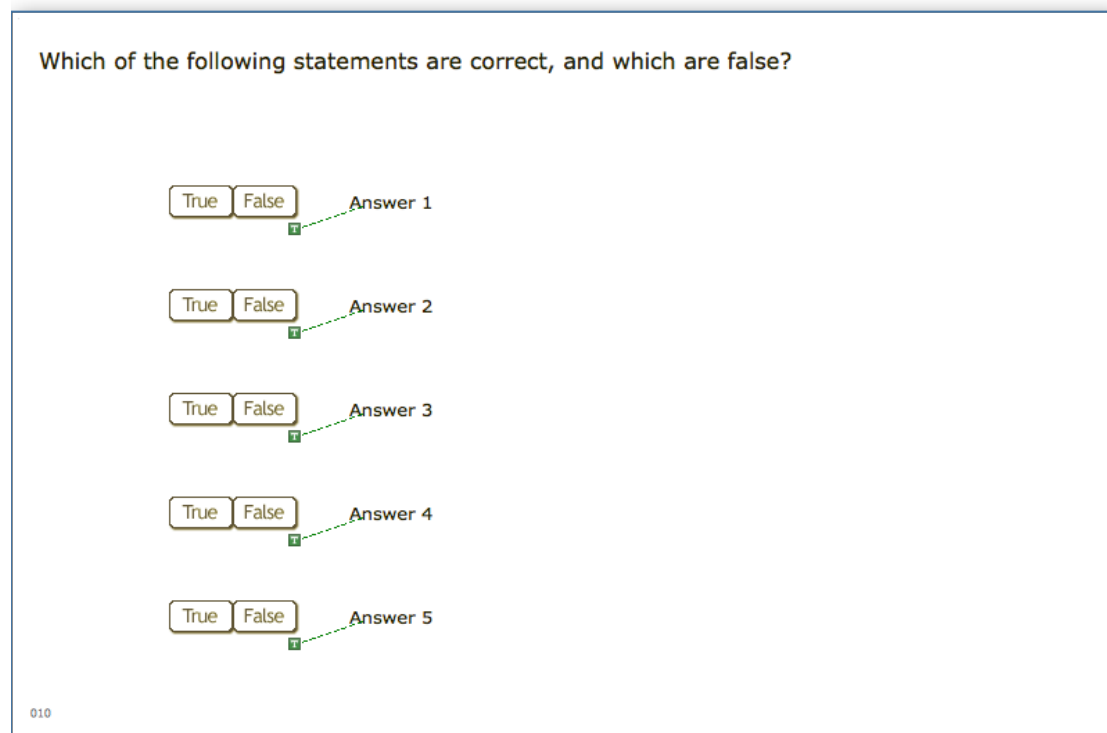 Which of the following statements are correct, and which are false?
True False Answer 1
T
True False Answer 2
T
True False Answer 3
T
True False Answer 4
T
True False Answer 5
T
010